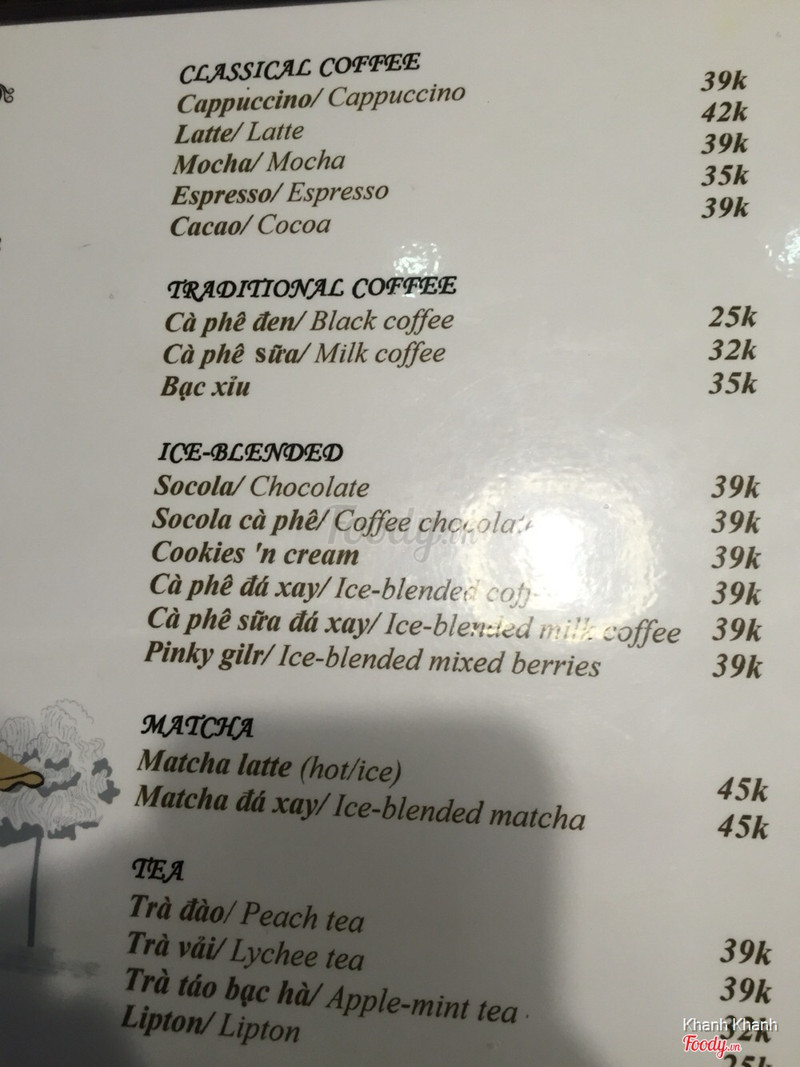 CLASSICAL COFFEE
Cappuccino/ Cappuccino 39k
Latte/ Latte 42k
Mocha/ Mocha 39k
Espresso/ Espresso 35k
Cacao/ Cocoa 39k
TRADITIONAL COFFEE
Cà phê đen/ Black coffee 25k
Cà phê sữa/ Milk coffee 32k
Bạc xỉu 35k
ICE-BLENDED
Socola/ Chocolate 39k
Socola cà phê/ Coffee chocolate 39k
Cookies 'n cream 39k
Cà phê đá xay/ Ice-blended 39k
Cà phê sữa đá xay/ Ice-blended milk coffee 39k
Pinky gilr/ Ice-blended mixed berries 39k
MATCHA
Matcha latte (hot/ice) 45k
Matcha đá xay/ Ice-blended matcha 45k
TEA
Trà đào/ Peach tea 39k
Trà vải/ Lychee tea 39k
Trà táo bạc hà/ Apple-mint tea 32k
Lipton/ Lipton 25k
Khanh Khanh
Foody.vn